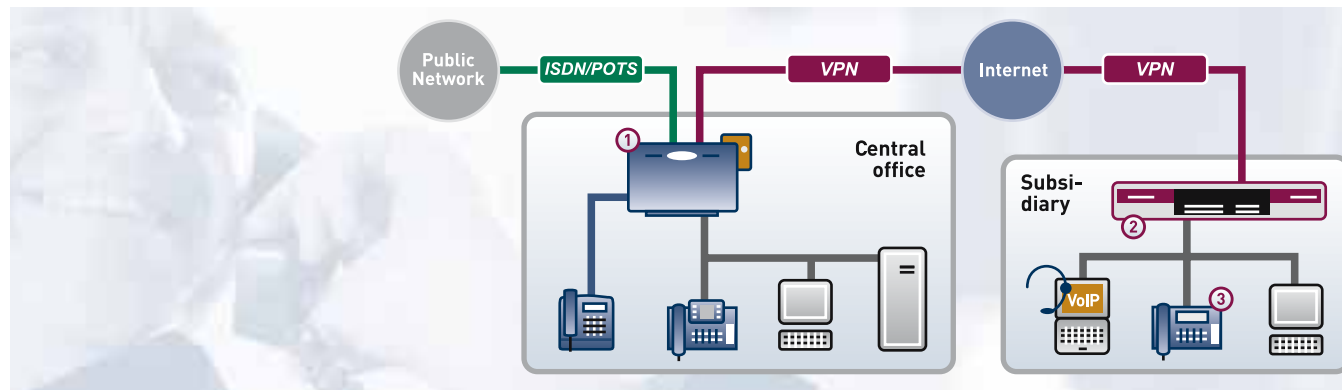 Public
Network
ISDN/POTS
VPN
Internet
VPN
1
Central
office
Subsi-
diary
2
VoIP
3